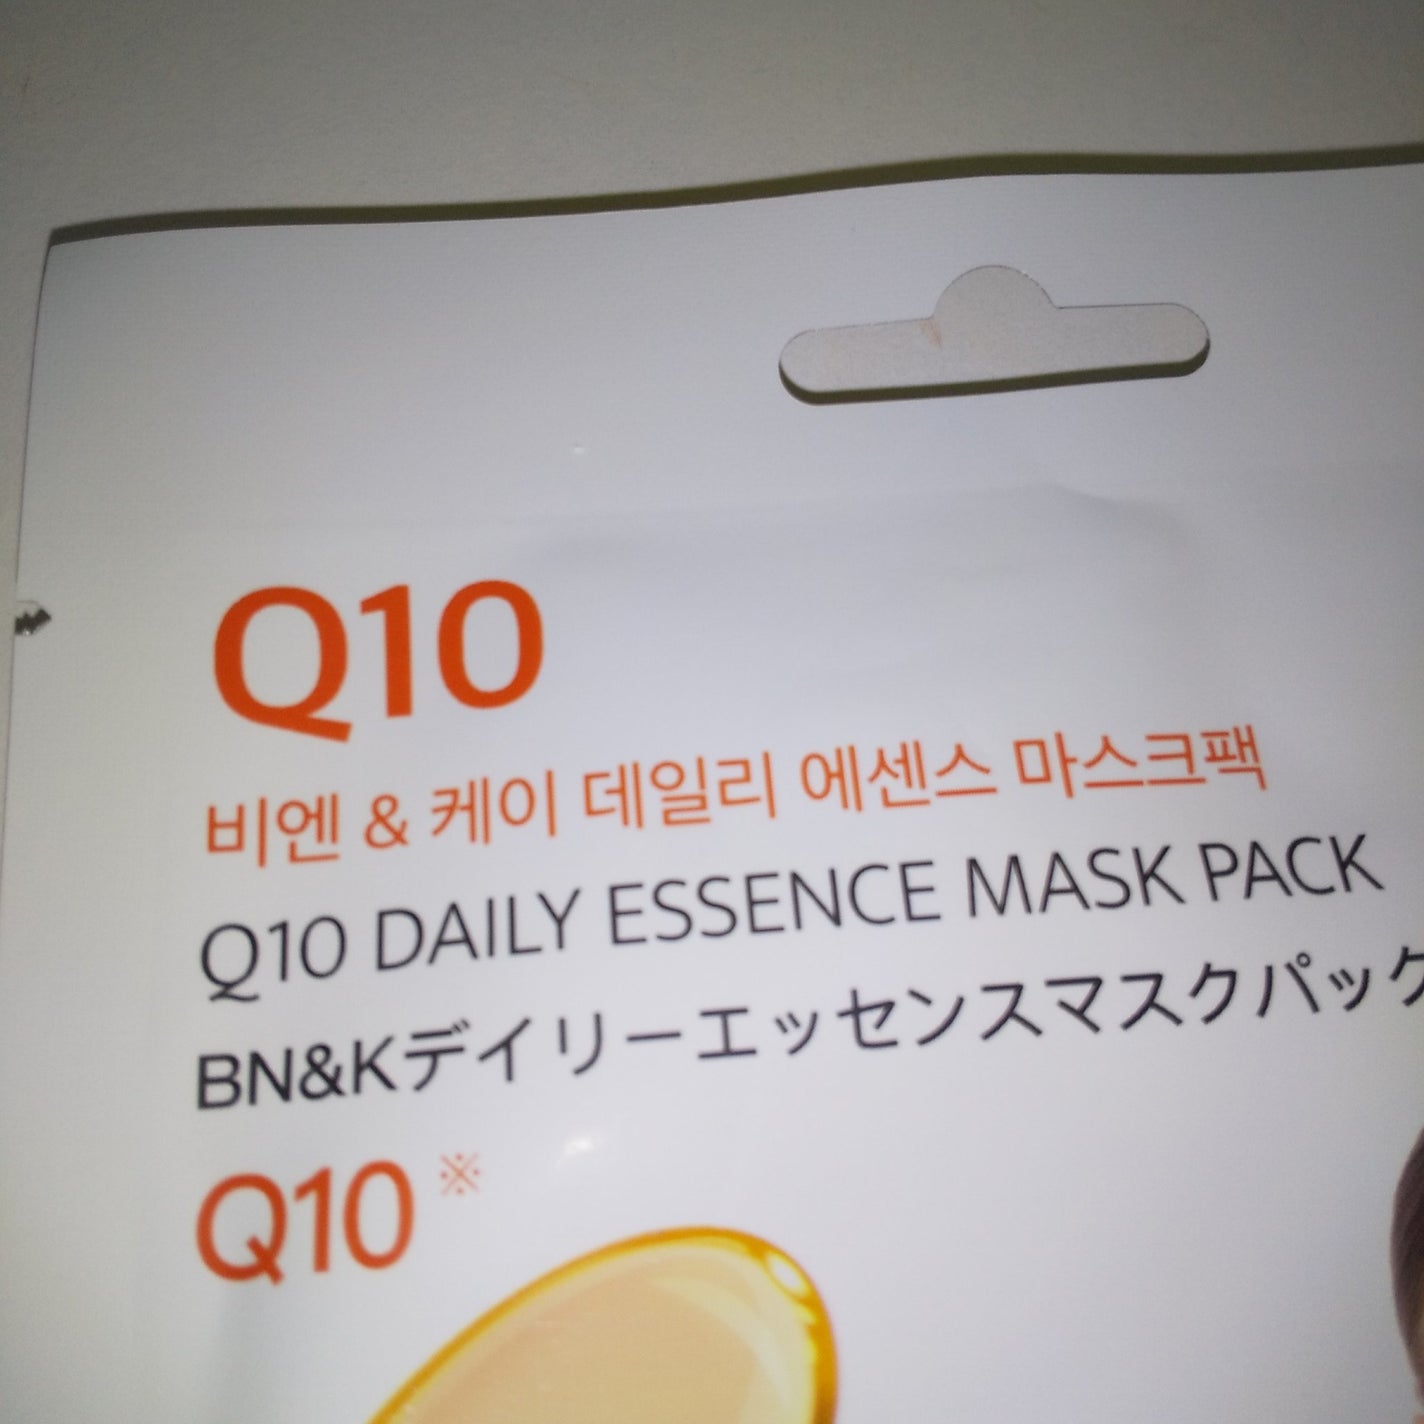 Q10
비엔 & 케이 데일리 에센스 마스크팩
Q10 DAILY ESSENCE MASK PACK
BN&Kデイリーエッセンスマスクパック
Q10※